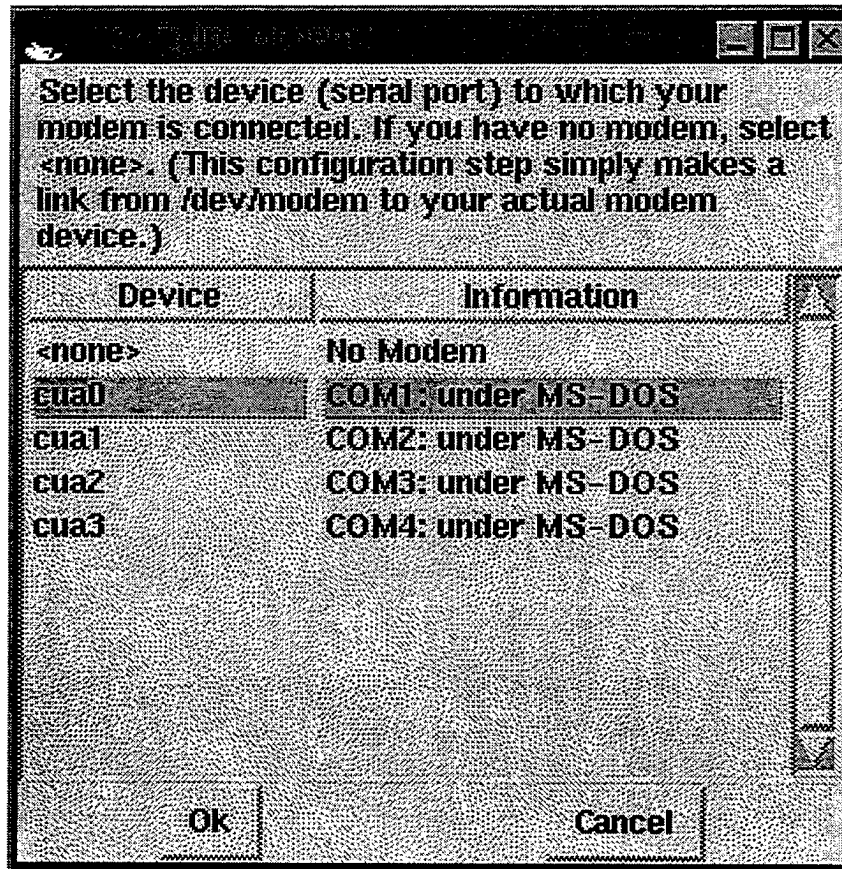 Select the device (serial port) to which your
modem is connected. If you have no modem, select
<none>. (This configuration step simply makes a
link from /dev/modem to your actual modem
device.)
Device Information
<none> No Modem
cua0 COM1: under MS-DOS
cua1 COM2: under MS-DOS
cua2 COM3: under MS-DOS
cua3 COM4: under MS-DOS
Ok Cancel